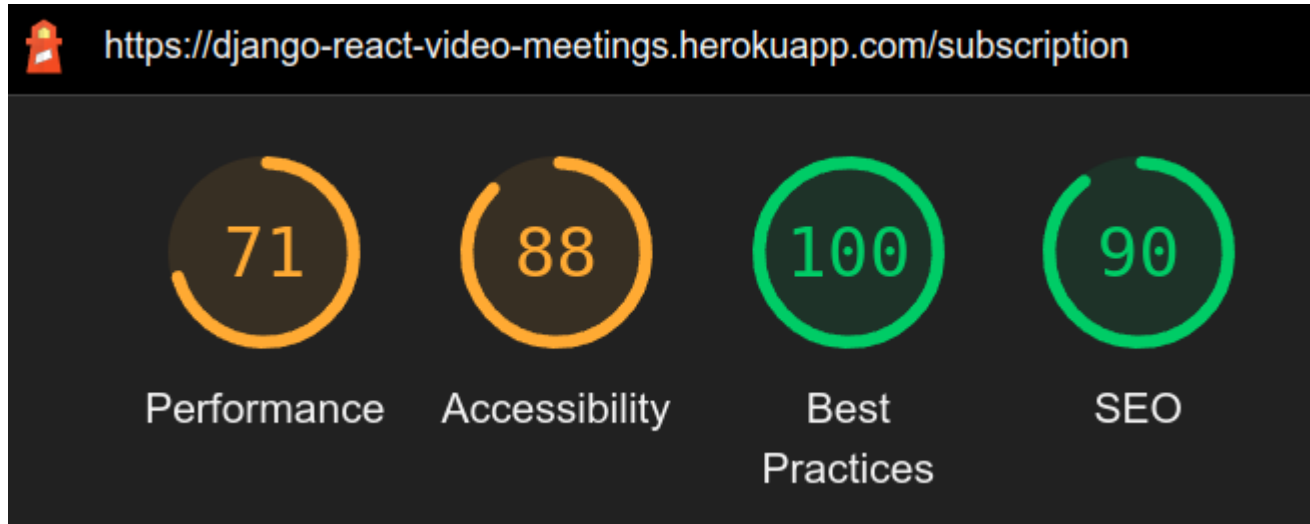 https://django-react-video-meetings.herokuapp.com/subscription
71 88 100 90
Performance Accessibility Best Practices SEO